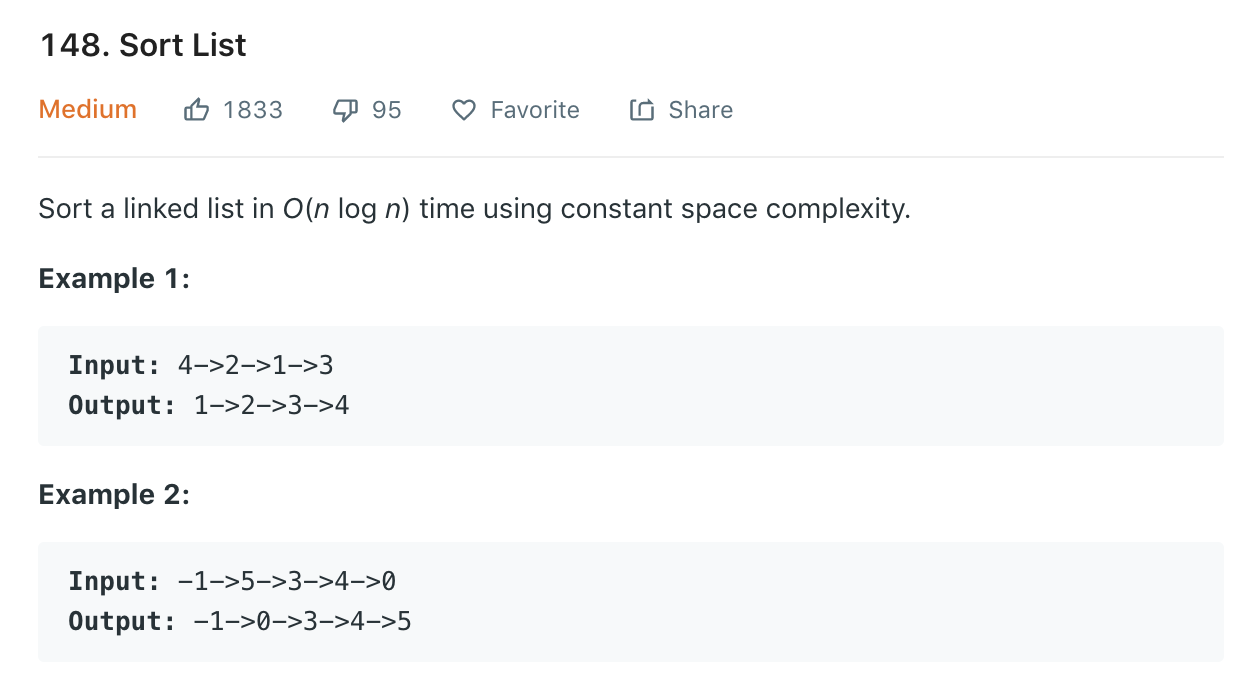 148. Sort List
Medium 1833 95 Favorite Share
Sort a linked list in O(n log n) time using constant space complexity.
Example 1:
Input: 4->2->1->3
Output: 1->2->3->4
Example 2:
Input: -1->5->3->4->0
Output: -1->0->3->4->5